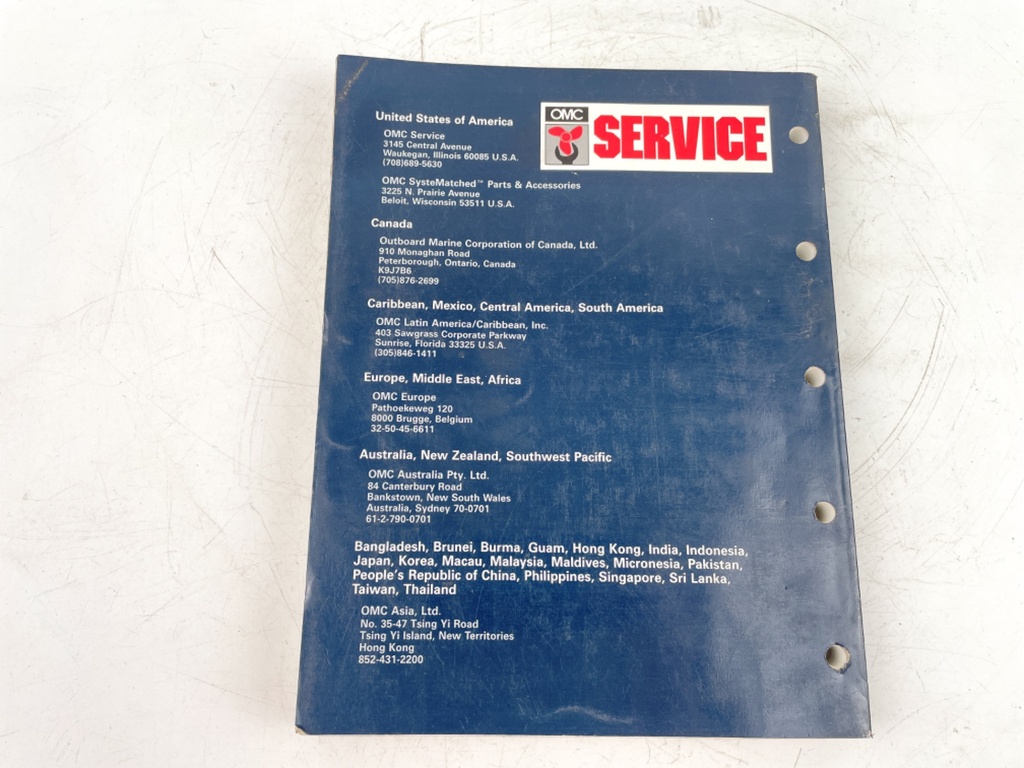 OMC
SERVICE
United States of America
OMC Service
3145 Central Avenue
Waukegan, Illinois 60085 U.S.A.
(708)689-5630
OMC SysteMatched™ Parts & Accessories
3225 N. Prairie Avenue
Beloit, Wisconsin 53511 U.S.A.
Canada
Outboard Marine Corporation of Canada, Ltd.
910 Monaghan Road
Peterborough, Ontario, Canada
K9J7B6
(705)876-2699
Caribbean, Mexico, Central America, South America
OMC Latin America/Caribbean, Inc.
403 Sawgrass Corporate Parkway
Sunrise, Florida 33325 U.S.A.
(305)846-1411
Europe, Middle East, Africa
OMC Europe
Pathoekeweg 120
8000 Brugge, Belgium
32-50-45-6611
Australia, New Zealand, Southwest Pacific
OMC Australia Pty. Ltd.
84 Canterbury Road
Bankstown, New South Wales
Australia, Sydney 70-0701
61-2-790-0701
Bangladesh, Brunei, Burma, Guam, Hong Kong, India, Indonesia,
Japan, Korea, Macau, Malaysia, Maldives, Micronesia, Pakistan,
People's Republic of China, Philippines, Singapore, Sri Lanka,
Taiwan, Thailand
OMC Asia, Ltd.
No. 35-47 Tsing Yi Road
Tsing Yi Island, New Territories
Hong Kong
852-431-2200